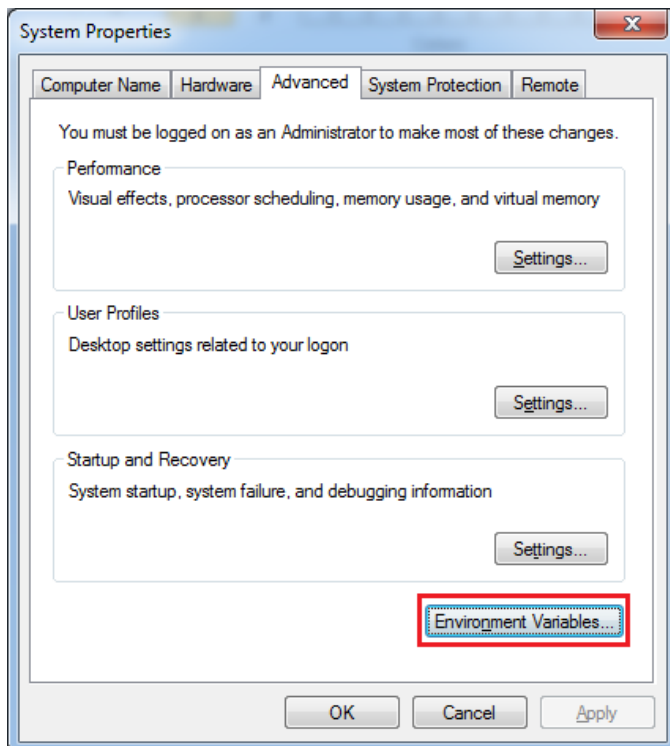 System Properties
Computer Name Hardware Advanced System Protection Remote
You must be logged on as an Administrator to make most of these changes.
Performance
Visual effects, processor scheduling, memory usage, and virtual memory
Settings...
User Profiles
Desktop settings related to your logon
Settings...
Startup and Recovery
System startup, system failure, and debugging information
Settings...
Environment Variables...
OK Cancel Apply